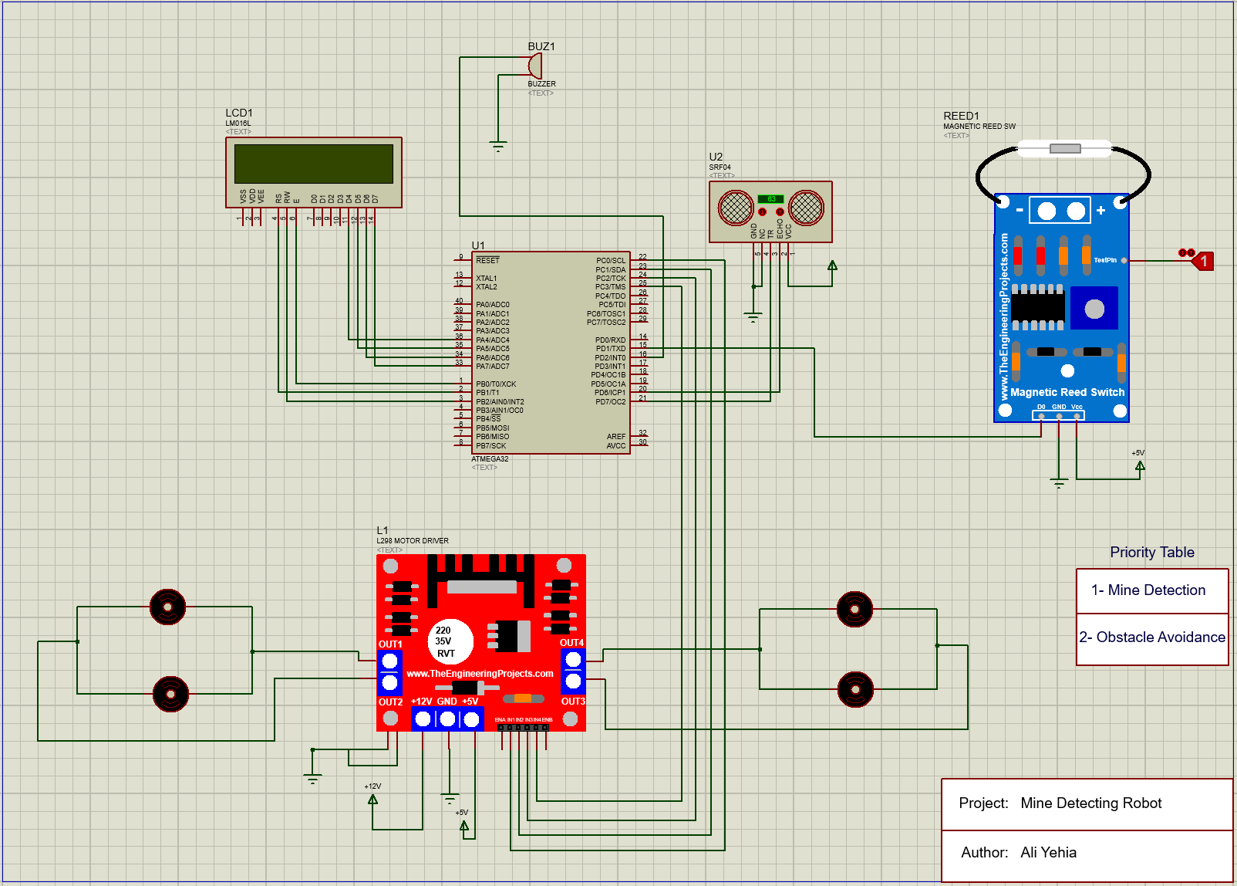 BUZ1
BUZZER
<TEXT>
LCD1
LM016L
<TEXT>
VSS
VDD
VEE
RS
RW
E
D0
D1
D2
D3
D4
D5
D6
D7
1
2
3
4
5
6
7
8
9
10
11
12
13
14
U2
SRF04
<TEXT>
GND
NC
TR
ECHO
VCC
5
4
3
2
1
REED1
MAGNETIC REED SW
<TEXT>
- +
TestPin
1
www.TheEngineeringProjects.com
Magnetic Reed Switch
D0 GND Vcc
+5V
U1
9 RESET
13 XTAL1
12 XTAL2
40 PA0/ADC0
39 PA1/ADC1
38 PA2/ADC2
37 PA3/ADC3
36 PA4/ADC4
35 PA5/ADC5
34 PA6/ADC6
33 PA7/ADC7
1 PB0/T0/XCK
2 PB1/T1
3 PB2/AIN0/INT2
4 PB3/AIN1/OC0
5 PB4/SS
6 PB5/MOSI
7 PB6/MISO
8 PB7/SCK
PC0/SCL 22
PC1/SDA 23
PC2/TCK 24
PC3/TMS 25
PC4/TDO 26
PC5/TDI 27
PC6/TOSC1 28
PC7/TOSC2 29
PD0/RXD 14
PD1/TXD 15
PD2/INT0 16
PD3/INT1 17
PD4/OC1B 18
PD5/OC1A 19
PD6/ICP1 20
PD7/OC2 21
AREF 32
AVCC 30
ATMEGA32
<TEXT>
L1
L298 MOTOR DRIVER
<TEXT>
220
35V
RVT
OUT1
OUT4
www.TheEngineeringProjects.com
OUT2
+12V GND +5V
OUT3
ENA IN1 IN2 IN3 IN4 ENB
+12V
+5V
Priority Table
1- Mine Detection
2- Obstacle Avoidance
Project: Mine Detecting Robot
Author: Ali Yehia